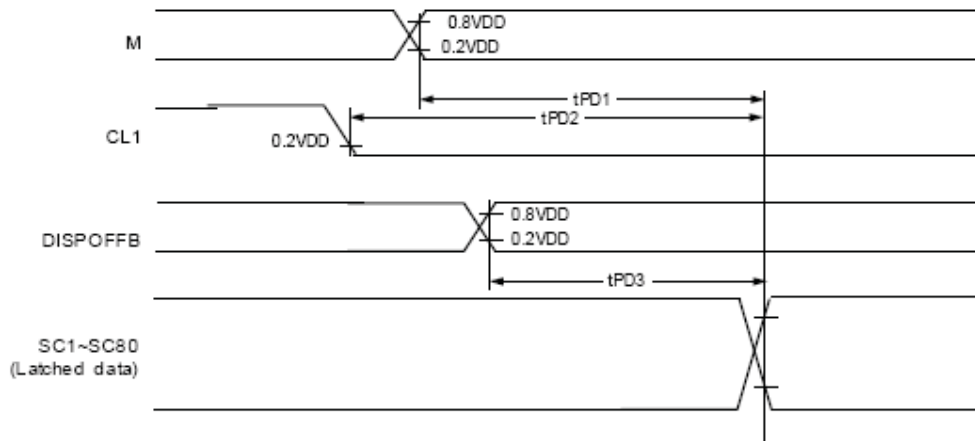 M
0.8VDD
0.2VDD
tPD1
tPD2
CL1
0.2VDD
DISPOFFB
0.8VDD
0.2VDD
tPD3
SC1~SC80
(Latched data)